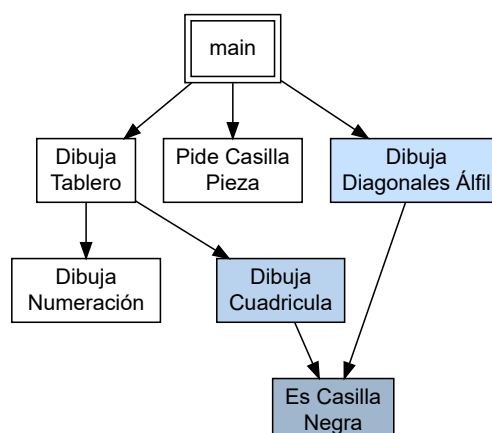 main
Dibuja
Tablero
Pide Casilla
Pieza
Dibuja
Diagonales Álfil
Dibuja
Numeración
Dibuja
Cuadricula
Es Casilla
Negra